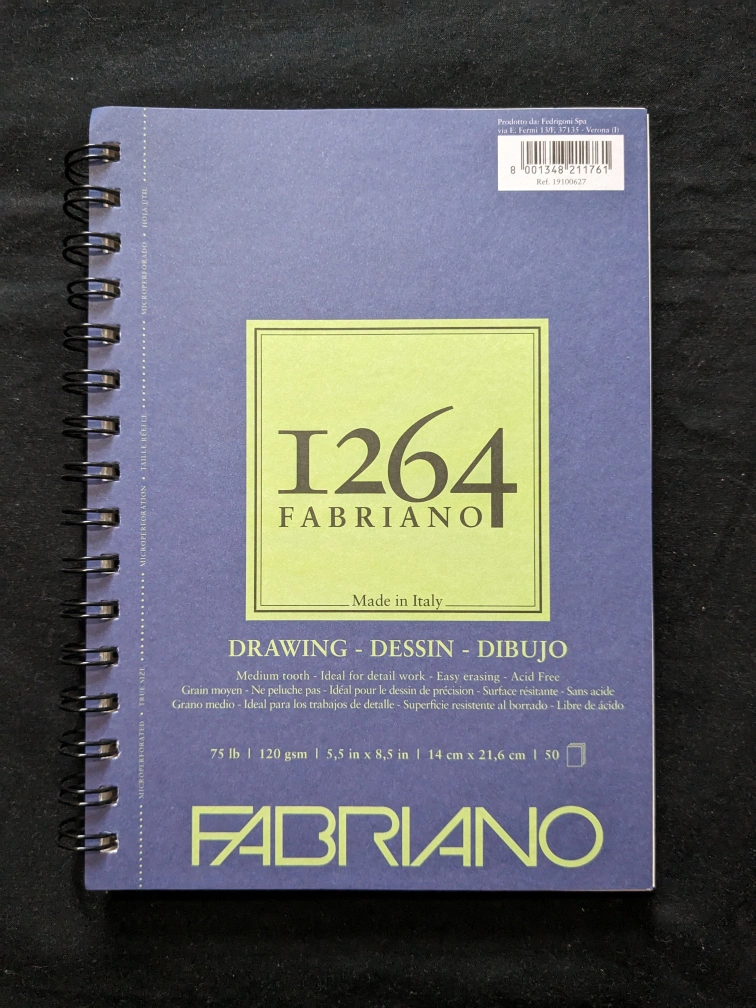 Prodotto da: Fedrigoni Spa
via E. Fermi 13/F, 37135 - Verona (I)
8 001348 211761
Ref. 19100627
MICROPERFORATED • TRUE SIZE
MICROPERFORATION • TAILLE RÉELLE
MICROPERFORADO • HOJA ÚTIL
1264
FABRIANO
Made in Italy
DRAWING - DESSIN - DIBUJO
Medium tooth - Ideal for detail work - Easy erasing - Acid Free
Grain moyen - Ne peluche pas - Idéal pour le dessin de précision - Surface résitante - Sans acide
Grano medio - Ideal para los trabajos de detalle - Superficie resistente al borrado - Libre de ácido
75 lb | 120 gsm | 5,5 in x 8,5 in | 14 cm x 21,6 cm | 50
FABRIANO